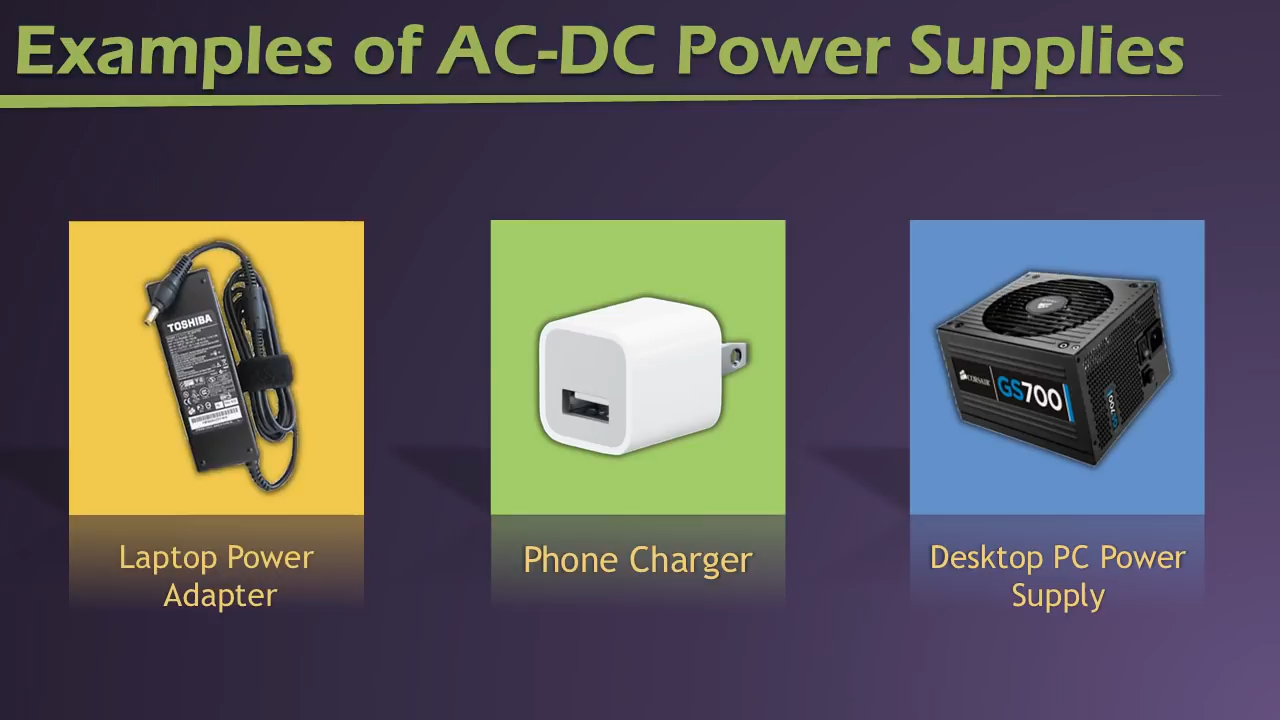 Examples of AC-DC Power Supplies
TOSHIBA
CORSAIR
GS700
Laptop Power
Adapter
Phone Charger
Desktop PC Power
Supply